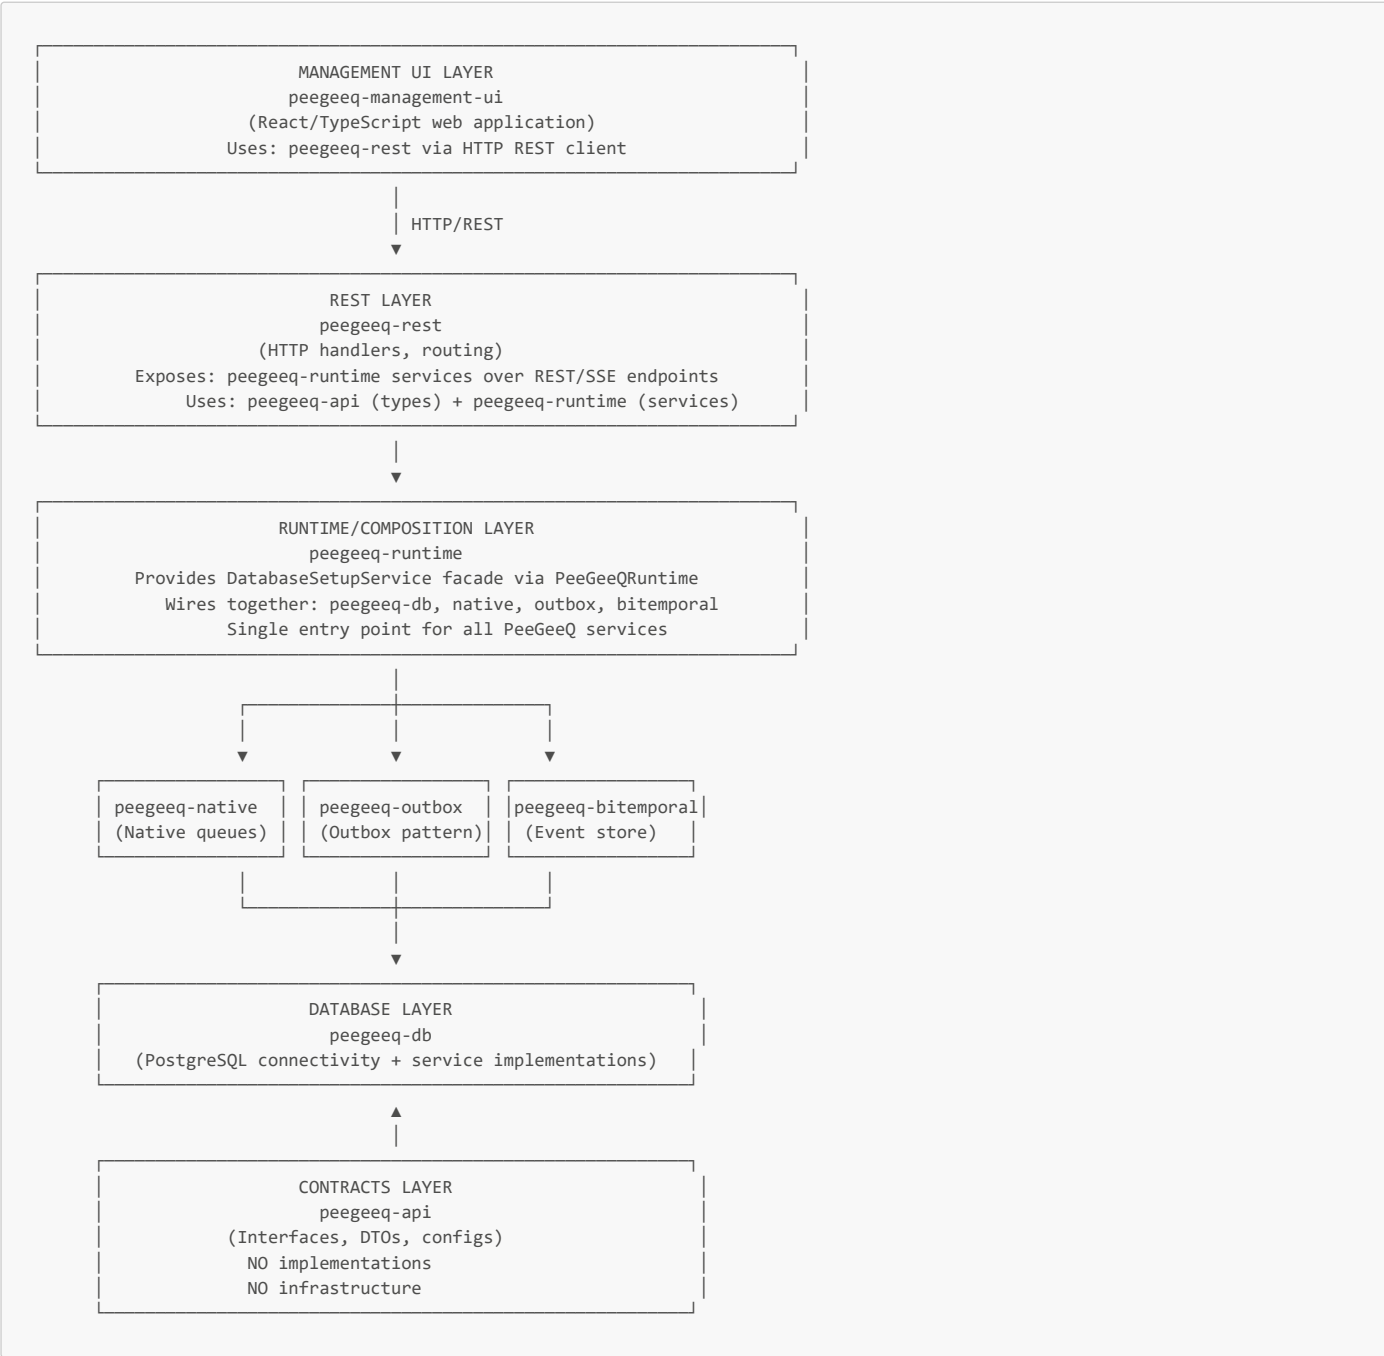 MANAGEMENT UI LAYER
peegeeq-management-ui
(React/TypeScript web application)
Uses: peegeeq-rest via HTTP REST client
HTTP/REST
REST LAYER
peegeeq-rest
(HTTP handlers, routing)
Exposes: peegeeq-runtime services over REST/SSE endpoints
Uses: peegeeq-api (types) + peegeeq-runtime (services)
RUNTIME/COMPOSITION LAYER
peegeeq-runtime
Provides DatabaseSetupService facade via PeeGeeQRuntime
Wires together: peegeeq-db, native, outbox, bitemporal
Single entry point for all PeeGeeQ services
peegeeq-native peegeeq-outbox peegeeq-bitemporal
(Native queues) (Outbox pattern) (Event store)
DATABASE LAYER
peegeeq-db
(PostgreSQL connectivity + service implementations)
CONTRACTS LAYER
peegeeq-api
(Interfaces, DTOs, configs)
NO implementations
NO infrastructure